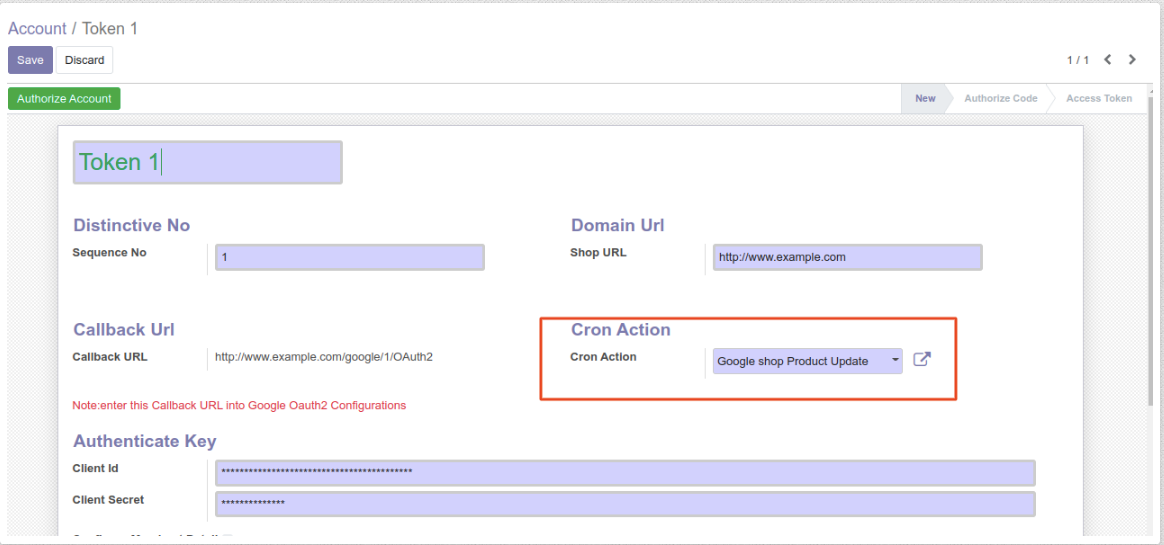 Account / Token 1
Save Discard 1 / 1
Authorize Account New Authorize Code Access Token
Token 1
Distinctive No Domain Url
Sequence No 1 Shop URL http://www.example.com
Callback Url Cron Action
Callback URL http://www.example.com/google/1/OAuth2 Cron Action Google shop Product Update
Note:enter this Callback URL into Google Oauth2 Configurations
Authenticate Key
Client Id ******************************************
Client Secret **************